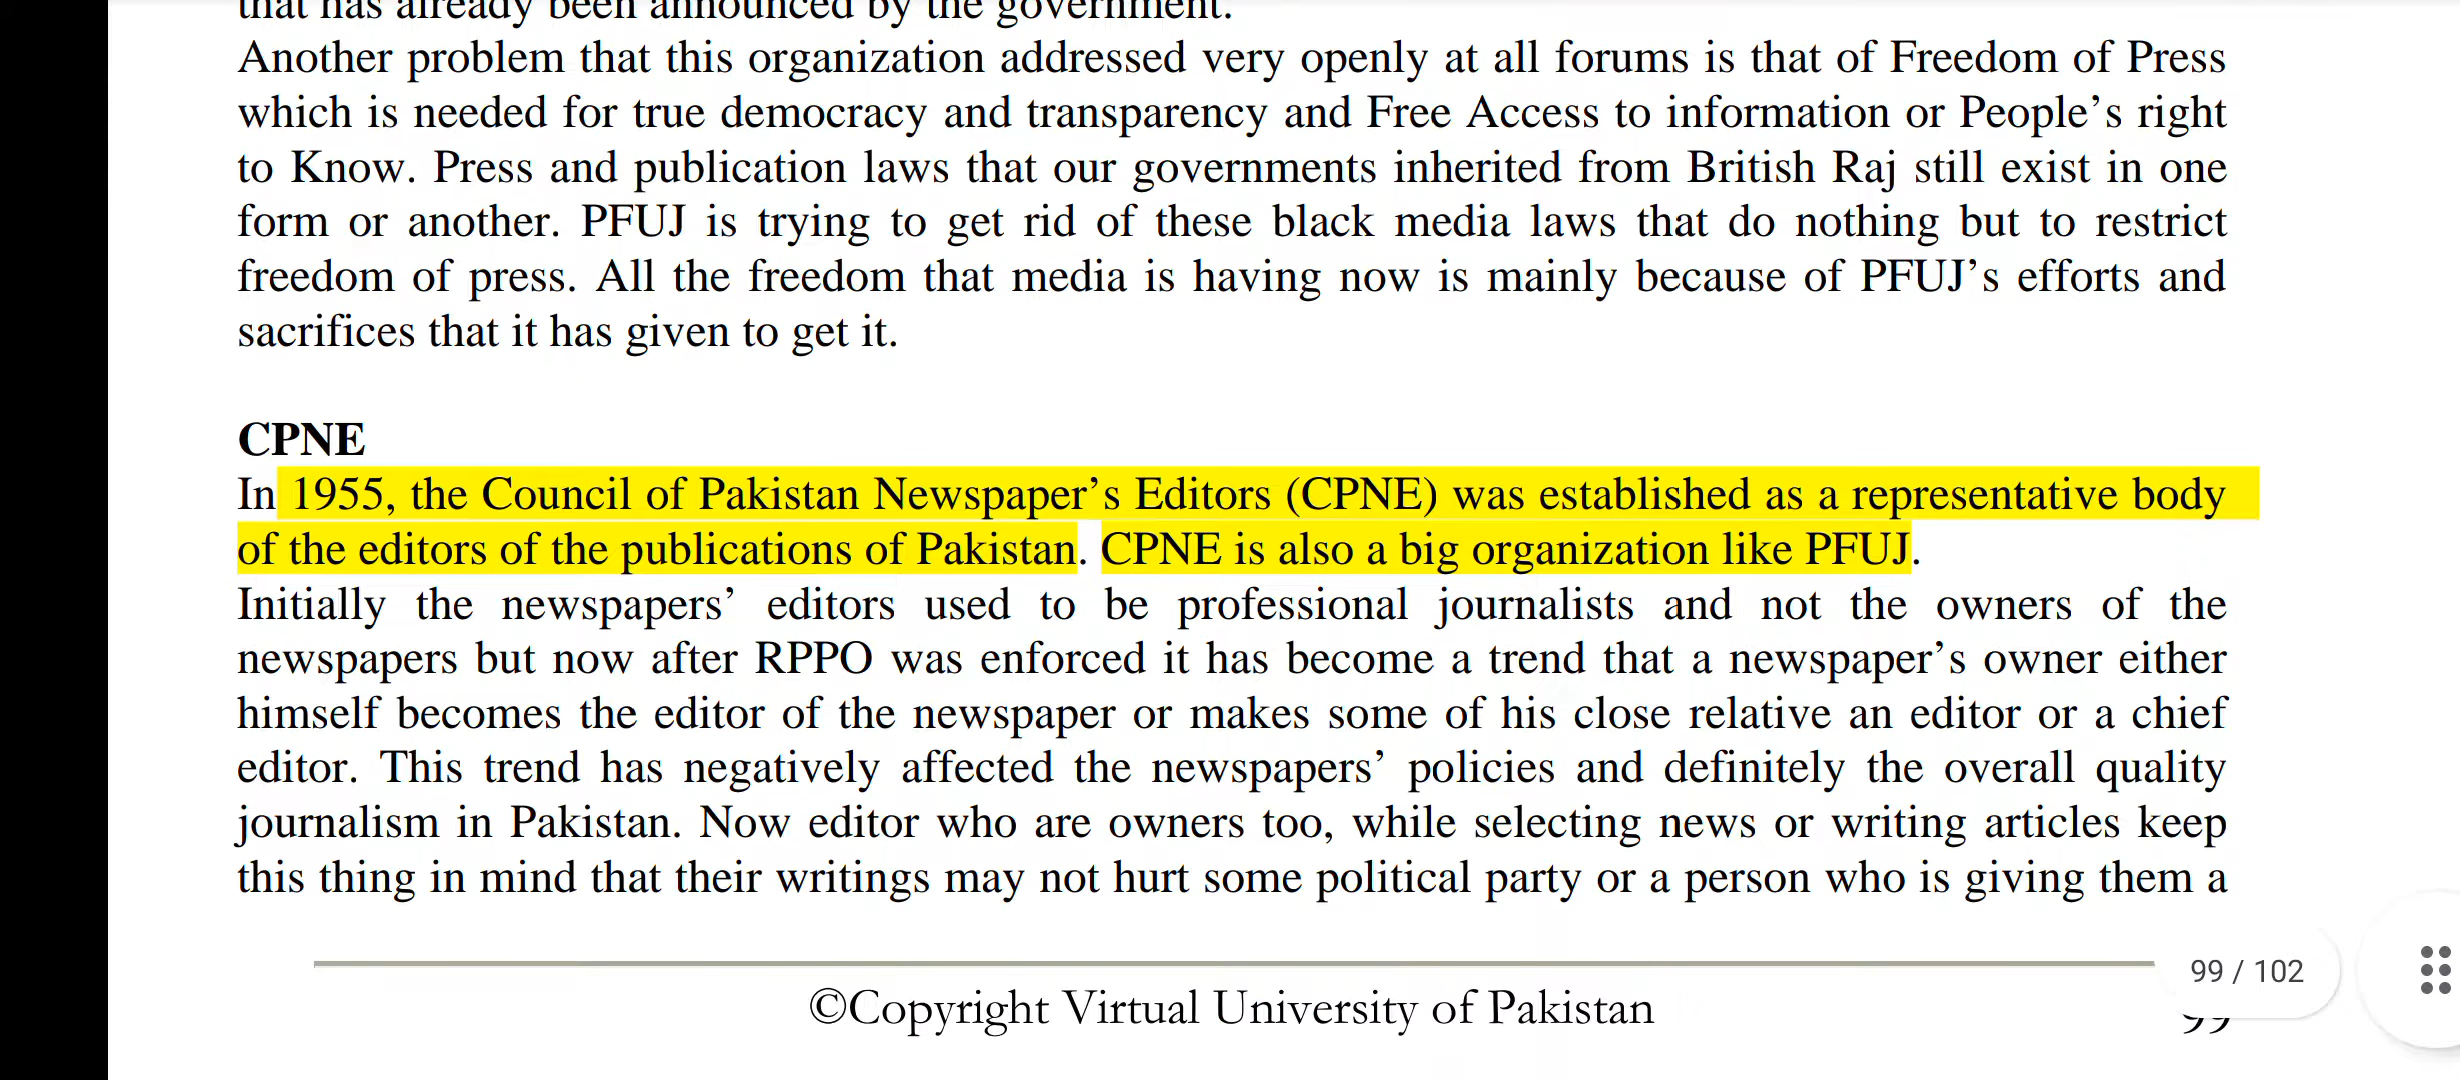 that has already been announced by the government.
Another problem that this organization addressed very openly at all forums is that of Freedom of Press
which is needed for true democracy and transparency and Free Access to information or People’s right
to Know. Press and publication laws that our governments inherited from British Raj still exist in one
form or another. PFUJ is trying to get rid of these black media laws that do nothing but to restrict
freedom of press. All the freedom that media is having now is mainly because of PFUJ’s efforts and
sacrifices that it has given to get it.
CPNE
In 1955, the Council of Pakistan Newspaper’s Editors (CPNE) was established as a representative body
of the editors of the publications of Pakistan. CPNE is also a big organization like PFUJ.
Initially the newspapers’ editors used to be professional journalists and not the owners of the
newspapers but now after RPPO was enforced it has become a trend that a newspaper’s owner either
himself becomes the editor of the newspaper or makes some of his close relative an editor or a chief
editor. This trend has negatively affected the newspapers’ policies and definitely the overall quality
journalism in Pakistan. Now editor who are owners too, while selecting news or writing articles keep
this thing in mind that their writings may not hurt some political party or a person who is giving them a
99 / 102
©Copyright Virtual University of Pakistan
99